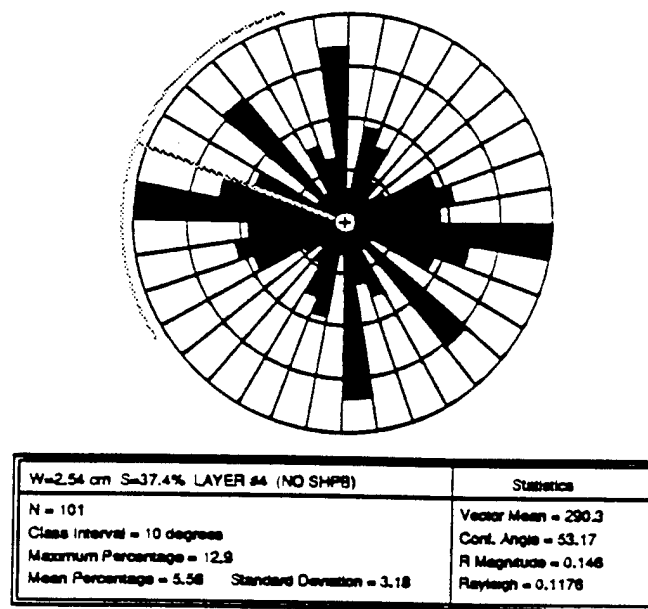 W=2.54 cm S=37.4% LAYER #4 (NO SHPB)
N = 101
Class Interval = 10 degrees
Maximum Percentage = 12.9
Mean Percentage = 5.56 Standard Deviation = 3.18
Statistics
Vector Mean = 290.3
Conf. Angle = 53.17
R Magnitude = 0.146
Rayleigh = 0.1176